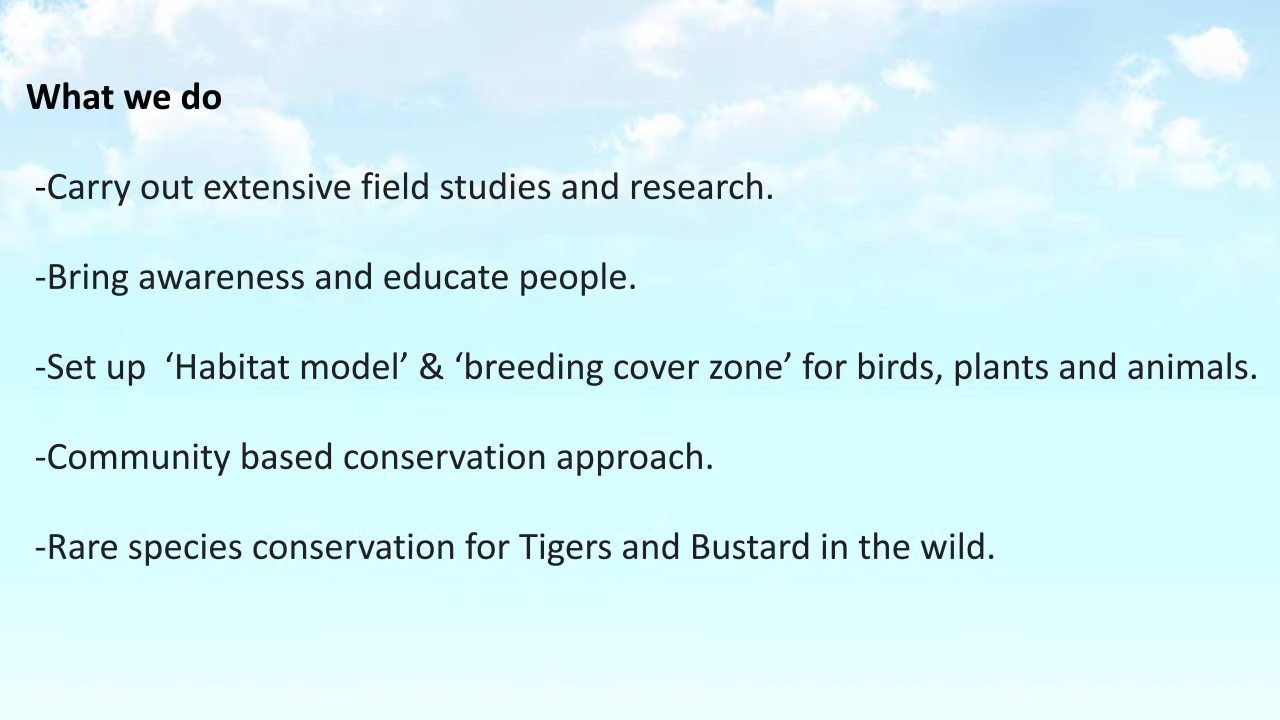 What we do
-Carry out extensive field studies and research.
-Bring awareness and educate people.
-Set up  ‘Habitat model’ & ‘breeding cover zone’ for birds, plants and animals.
-Community based conservation approach.
-Rare species conservation for Tigers and Bustard in the wild.